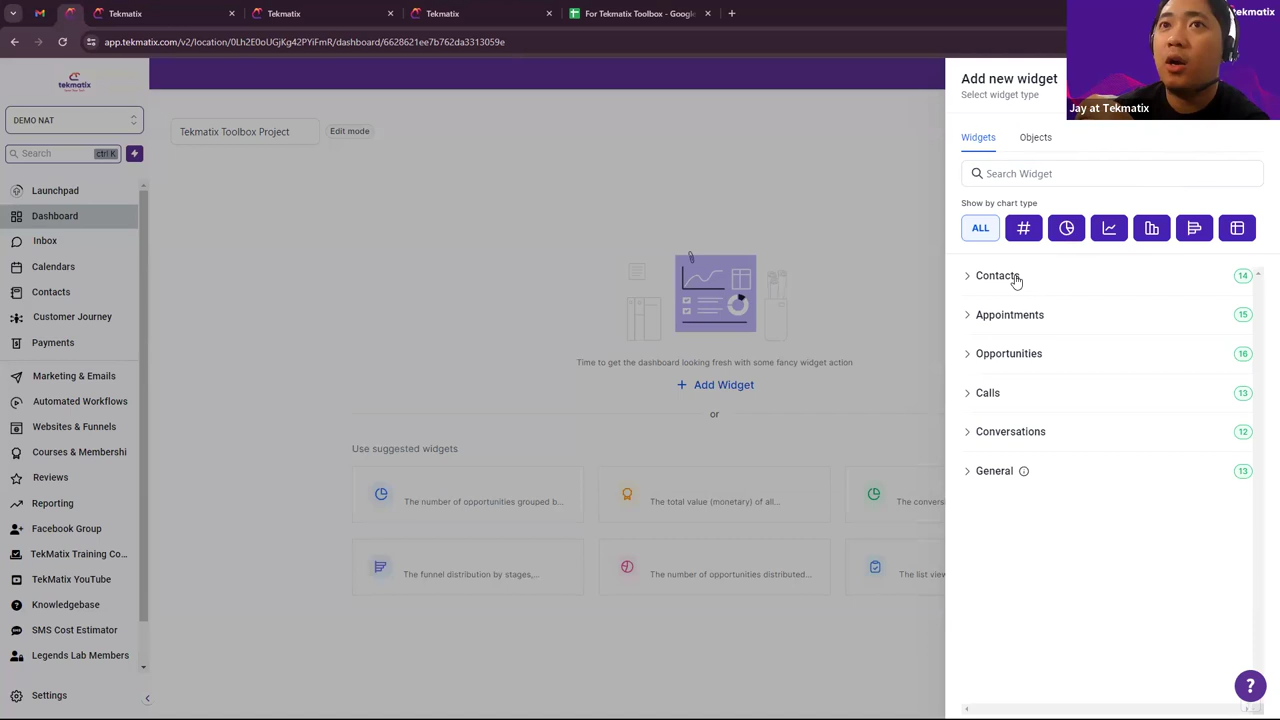 Tekmatix
Tekmatix
Tekmatix
For Tekmatix Toolbox - Google
app.tekmatix.com/v2/location/0Lh2E0oUGjKg42PYiFmR/dashboard/6628621ee7b762da3313059e
tekmatix
Jay at Tekmatix
tekmatix
DEMO NAT
Search
ctrl K
Launchpad
Dashboard
Inbox
Calendars
Contacts
Customer Journey
Payments
Marketing & Emails
Automated Workflows
Websites & Funnels
Courses & Membershi
Reviews
Reporting
Facebook Group
TekMatix Training Co...
TekMatix YouTube
Knowledgebase
SMS Cost Estimator
Legends Lab Members
Settings
Tekmatix Toolbox Project
Edit mode
Time to get the dashboard looking fresh with some fancy widget action
+ Add Widget
or
Use suggested widgets
The number of opportunities grouped b...
The total value (monetary) of all...
The convers
The funnel distribution by stages,...
The number of opportunities distributed...
The list view
Add new widget
Select widget type
Widgets
Objects
Search Widget
Show by chart type
ALL
#
Contacts
14
Appointments
15
Opportunities
16
Calls
13
Conversations
12
General
13
?